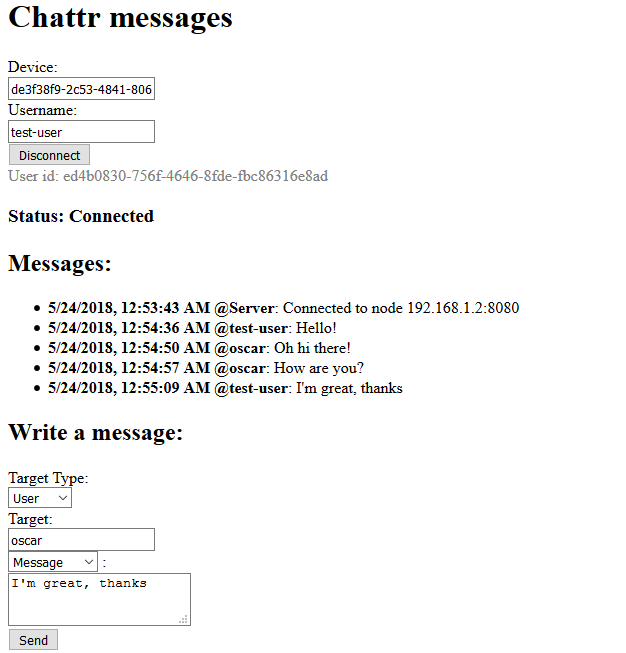 Chattr messages
Device:
de3f38f9-2c53-4841-806
Username:
test-user
Disconnect
User id: ed4b0830-756f-4646-8fde-fbc86316e8ad
Status: Connected
Messages:
5/24/2018, 12:53:43 AM @Server: Connected to node 192.168.1.2:8080
5/24/2018, 12:54:36 AM @test-user: Hello!
5/24/2018, 12:54:50 AM @oscar: Oh hi there!
5/24/2018, 12:54:57 AM @oscar: How are you?
5/24/2018, 12:55:09 AM @test-user: I'm great, thanks
Write a message:
Target Type:
User
Target:
oscar
Message :
I'm great, thanks
Send